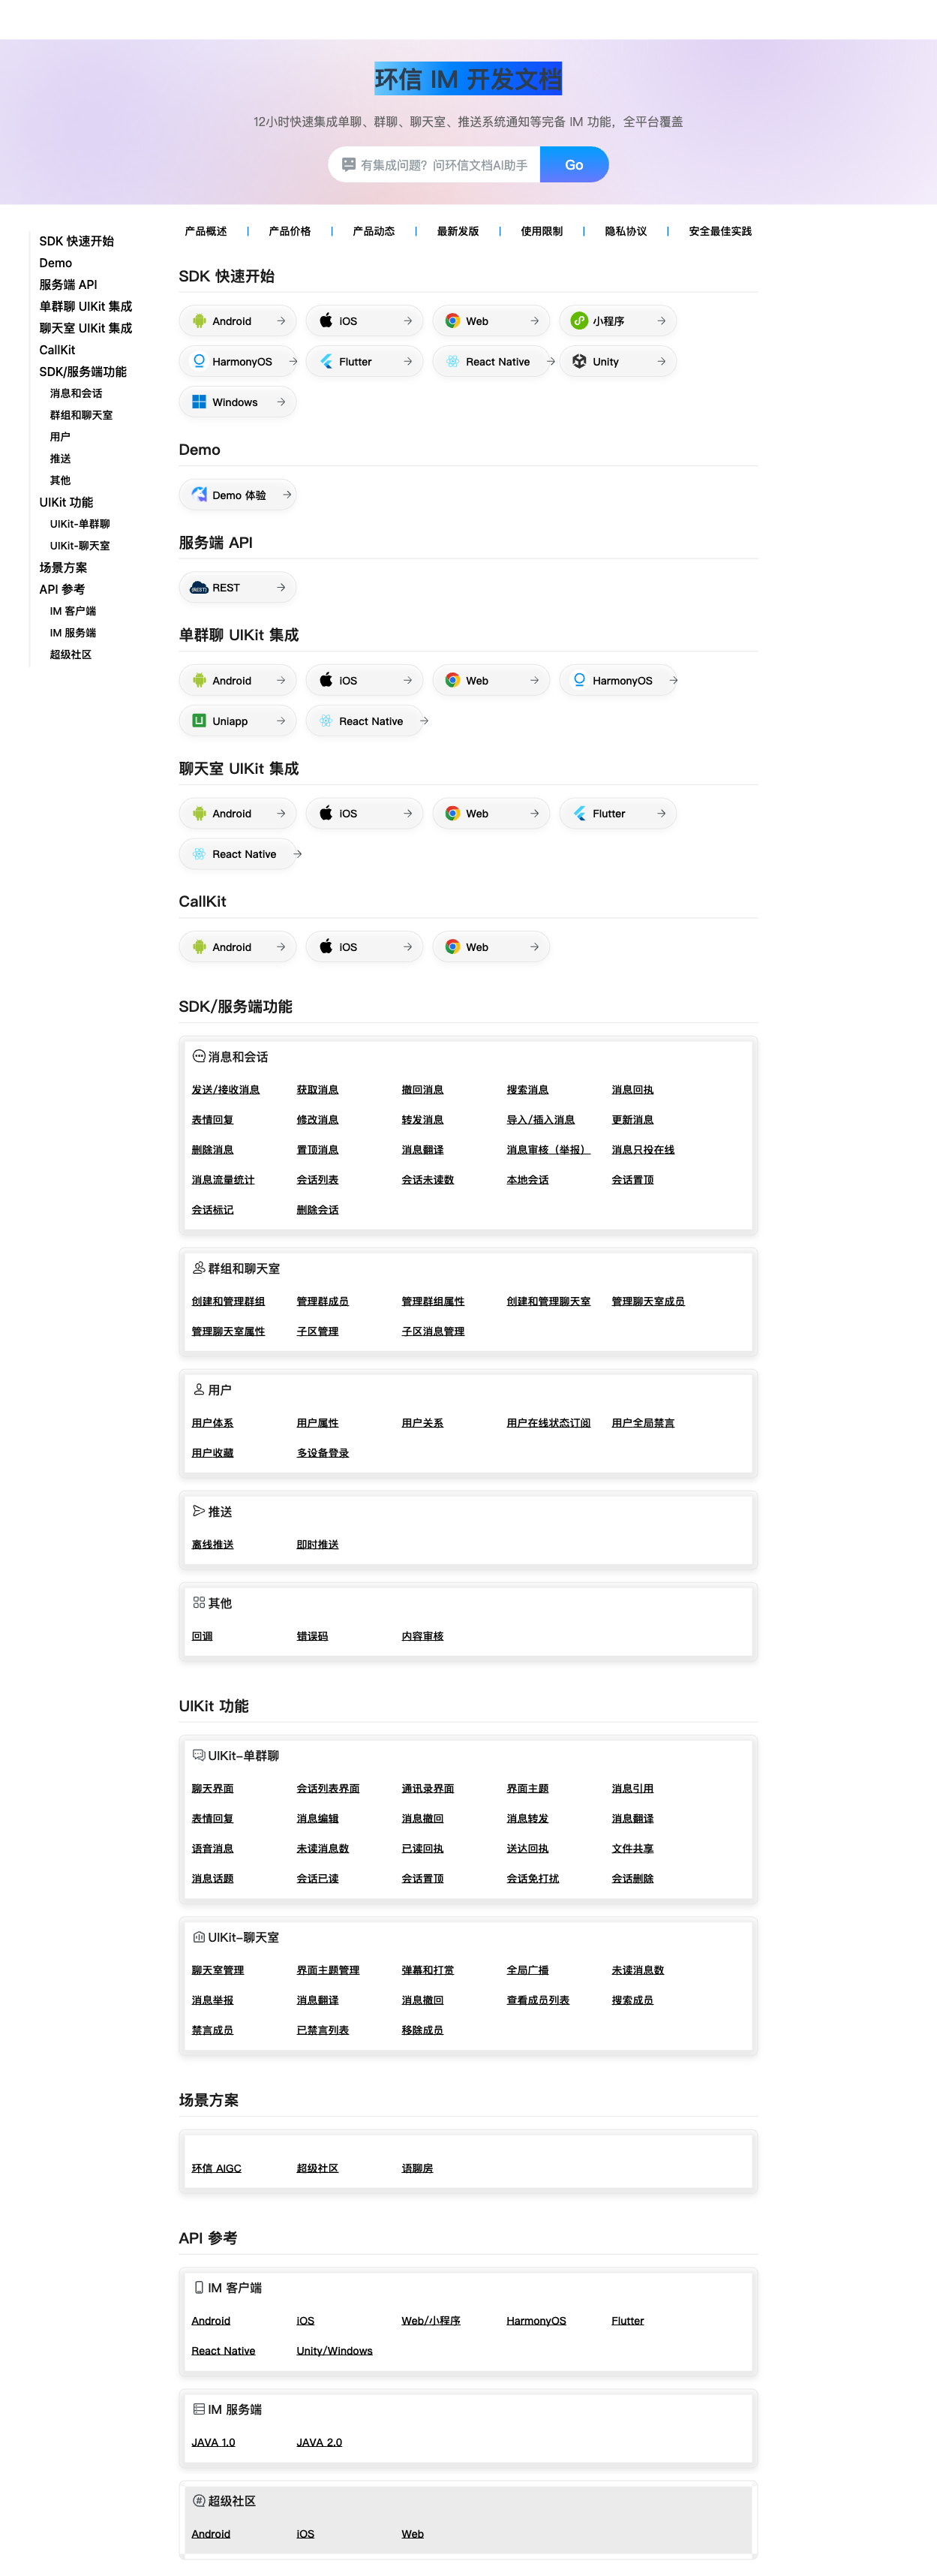 环信 IM 开发文档
12小时快速集成单聊、群聊、聊天室、推送系统通知等完备 IM 功能，全平台覆盖
有集成问题？问环信文档AI助手 Go
SDK 快速开始
Demo
服务端 API
单群聊 UIKit 集成
聊天室 UIKit 集成
CallKit
SDK/服务端功能
消息和会话
群组和聊天室
用户
推送
其他
UIKit 功能
UIKit-单群聊
UIKit-聊天室
场景方案
API 参考
IM 客户端
IM 服务端
超级社区
产品概述 | 产品价格 | 产品动态 | 最新发版 | 使用限制 | 隐私协议 | 安全最佳实践
SDK 快速开始
Android → iOS → Web → 小程序 →
HarmonyOS → Flutter → React Native → Unity →
Windows →
Demo
Demo 体验 →
服务端 API
REST →
单群聊 UIKit 集成
Android → iOS → Web → HarmonyOS →
Uniapp → React Native →
聊天室 UIKit 集成
Android → iOS → Web → Flutter →
React Native →
CallKit
Android → iOS → Web →
SDK/服务端功能
消息和会话
发送/接收消息 获取消息 撤回消息 搜索消息 消息回执
表情回复 修改消息 转发消息 导入/插入消息 更新消息
删除消息 置顶消息 消息翻译 消息审核（举报） 消息只投在线
消息流量统计 会话列表 会话未读数 本地会话 会话置顶
会话标记 删除会话
群组和聊天室
创建和管理群组 管理群成员 管理群组属性 创建和管理聊天室 管理聊天室成员
管理聊天室属性 子区管理 子区消息管理
用户
用户体系 用户属性 用户关系 用户在线状态订阅 用户全局禁言
用户收藏 多设备登录
推送
离线推送 即时推送
其他
回调 错误码 内容审核
UIKit 功能
UIKit-单群聊
聊天界面 会话列表界面 通讯录界面 界面主题 消息引用
表情回复 消息编辑 消息撤回 消息转发 消息翻译
语音消息 未读消息数 已读回执 送达回执 文件共享
消息话题 会话已读 会话置顶 会话免打扰 会话删除
UIKit-聊天室
聊天室管理 界面主题管理 弹幕和打赏 全局广播 未读消息数
消息举报 消息翻译 消息撤回 查看成员列表 搜索成员
禁言成员 已禁言列表 移除成员
场景方案
环信 AIGC 超级社区 语聊房
API 参考
IM 客户端
Android iOS Web/小程序 HarmonyOS Flutter
React Native Unity/Windows
IM 服务端
JAVA 1.0 JAVA 2.0
超级社区
Android iOS Web